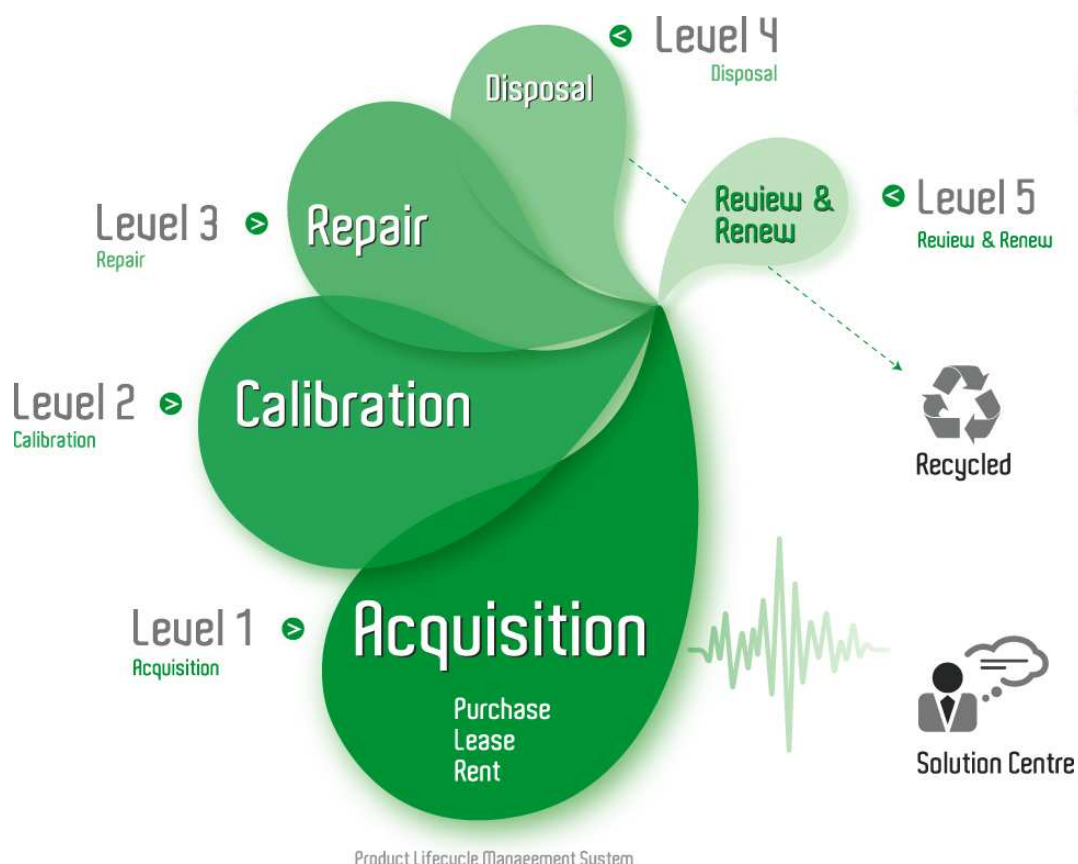 Level 4
Disposal
Disposal
Level 3
Repair
Repair
Review &
Renew
Level 5
Review & Renew
Level 2
Calibration
Calibration
Recycled
Level 1
Acquisition
Acquisition
Purchase
Lease
Rent
Solution Centre
Product Lifecycle Management System